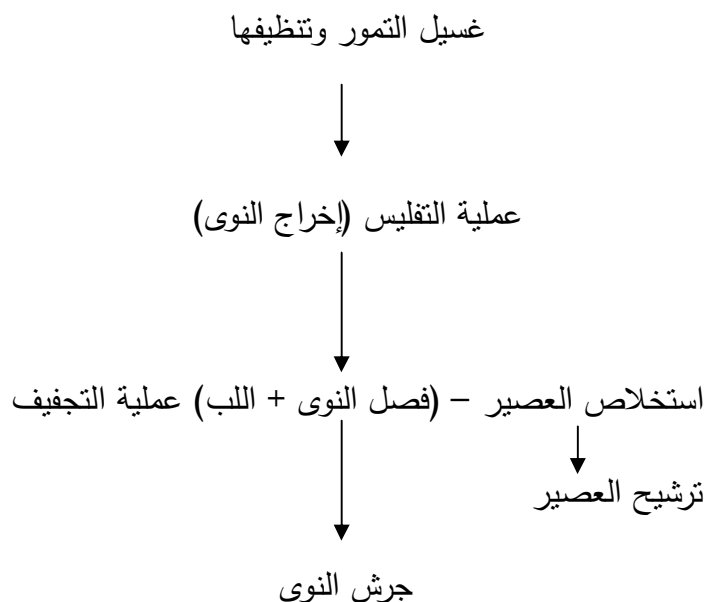 غسيل التمور وتنظيفها
عملية التفليس (إخراج النوى)
استخلاص العصير – (فصل النوى + اللب) عملية التجفيف
ترشيح العصير
جرش النوى